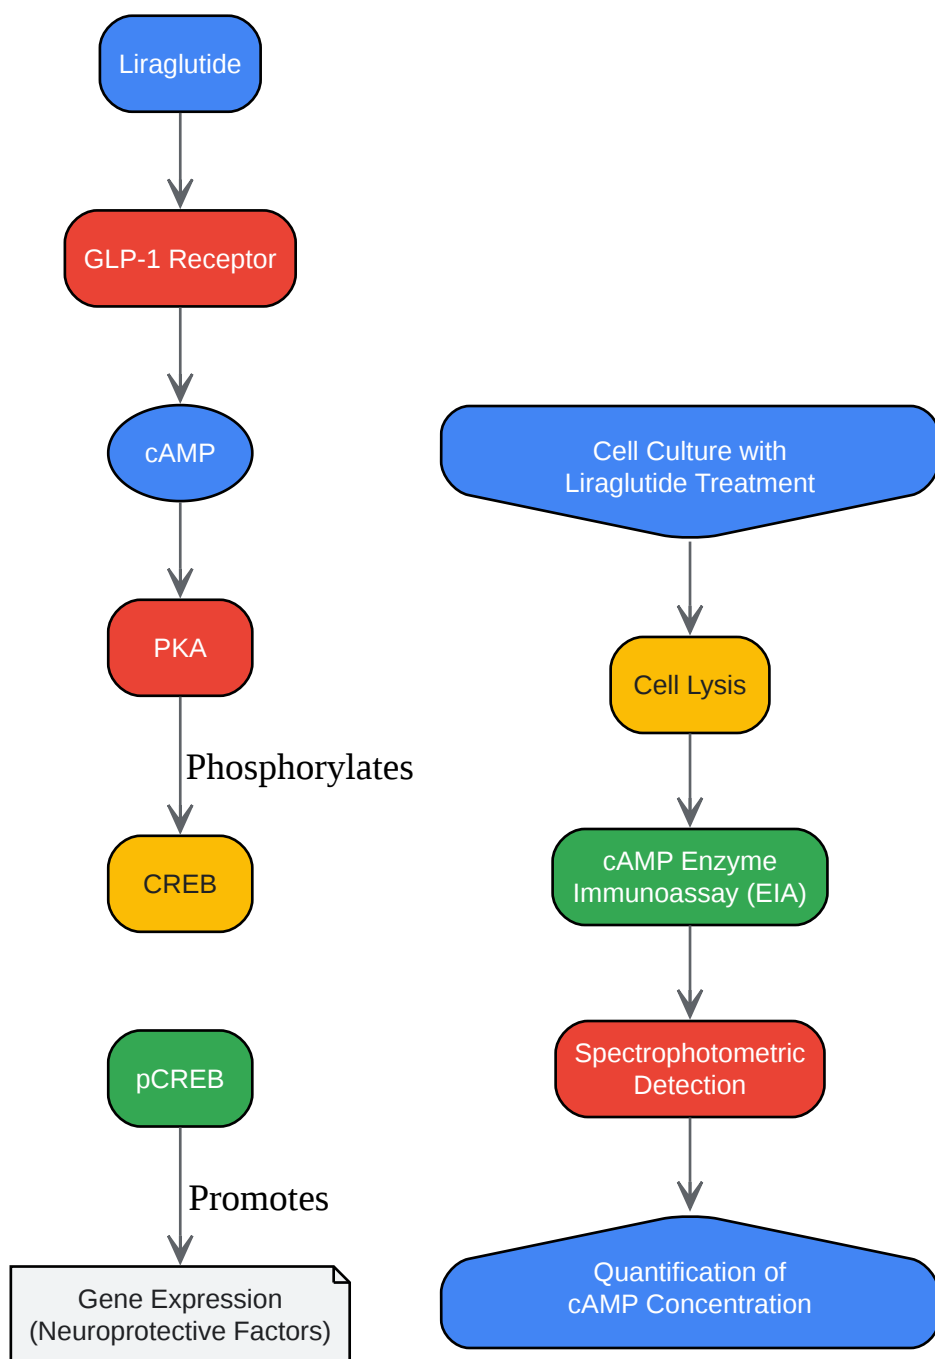 Liraglutide
GLP-1 Receptor
cAMP
PKA
Phosphorylates
CREB
pCREB
Promotes
Gene Expression
(Neuroprotective Factors)
Cell Culture with
Liraglutide Treatment
Cell Lysis
cAMP Enzyme
Immunoassay (EIA)
Spectrophotometric
Detection
Quantification of
cAMP Concentration